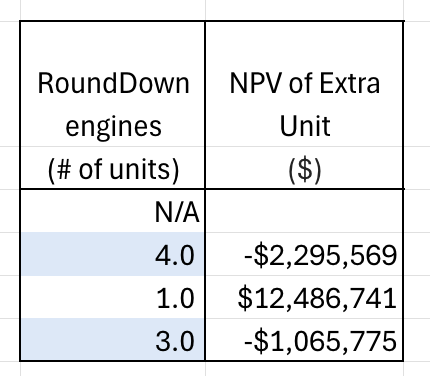 RoundDown NPV of Extra
engines Unit
(# of units) ($)
N/A
4.0 -$2,295,569
1.0 $12,486,741
3.0 -$1,065,775